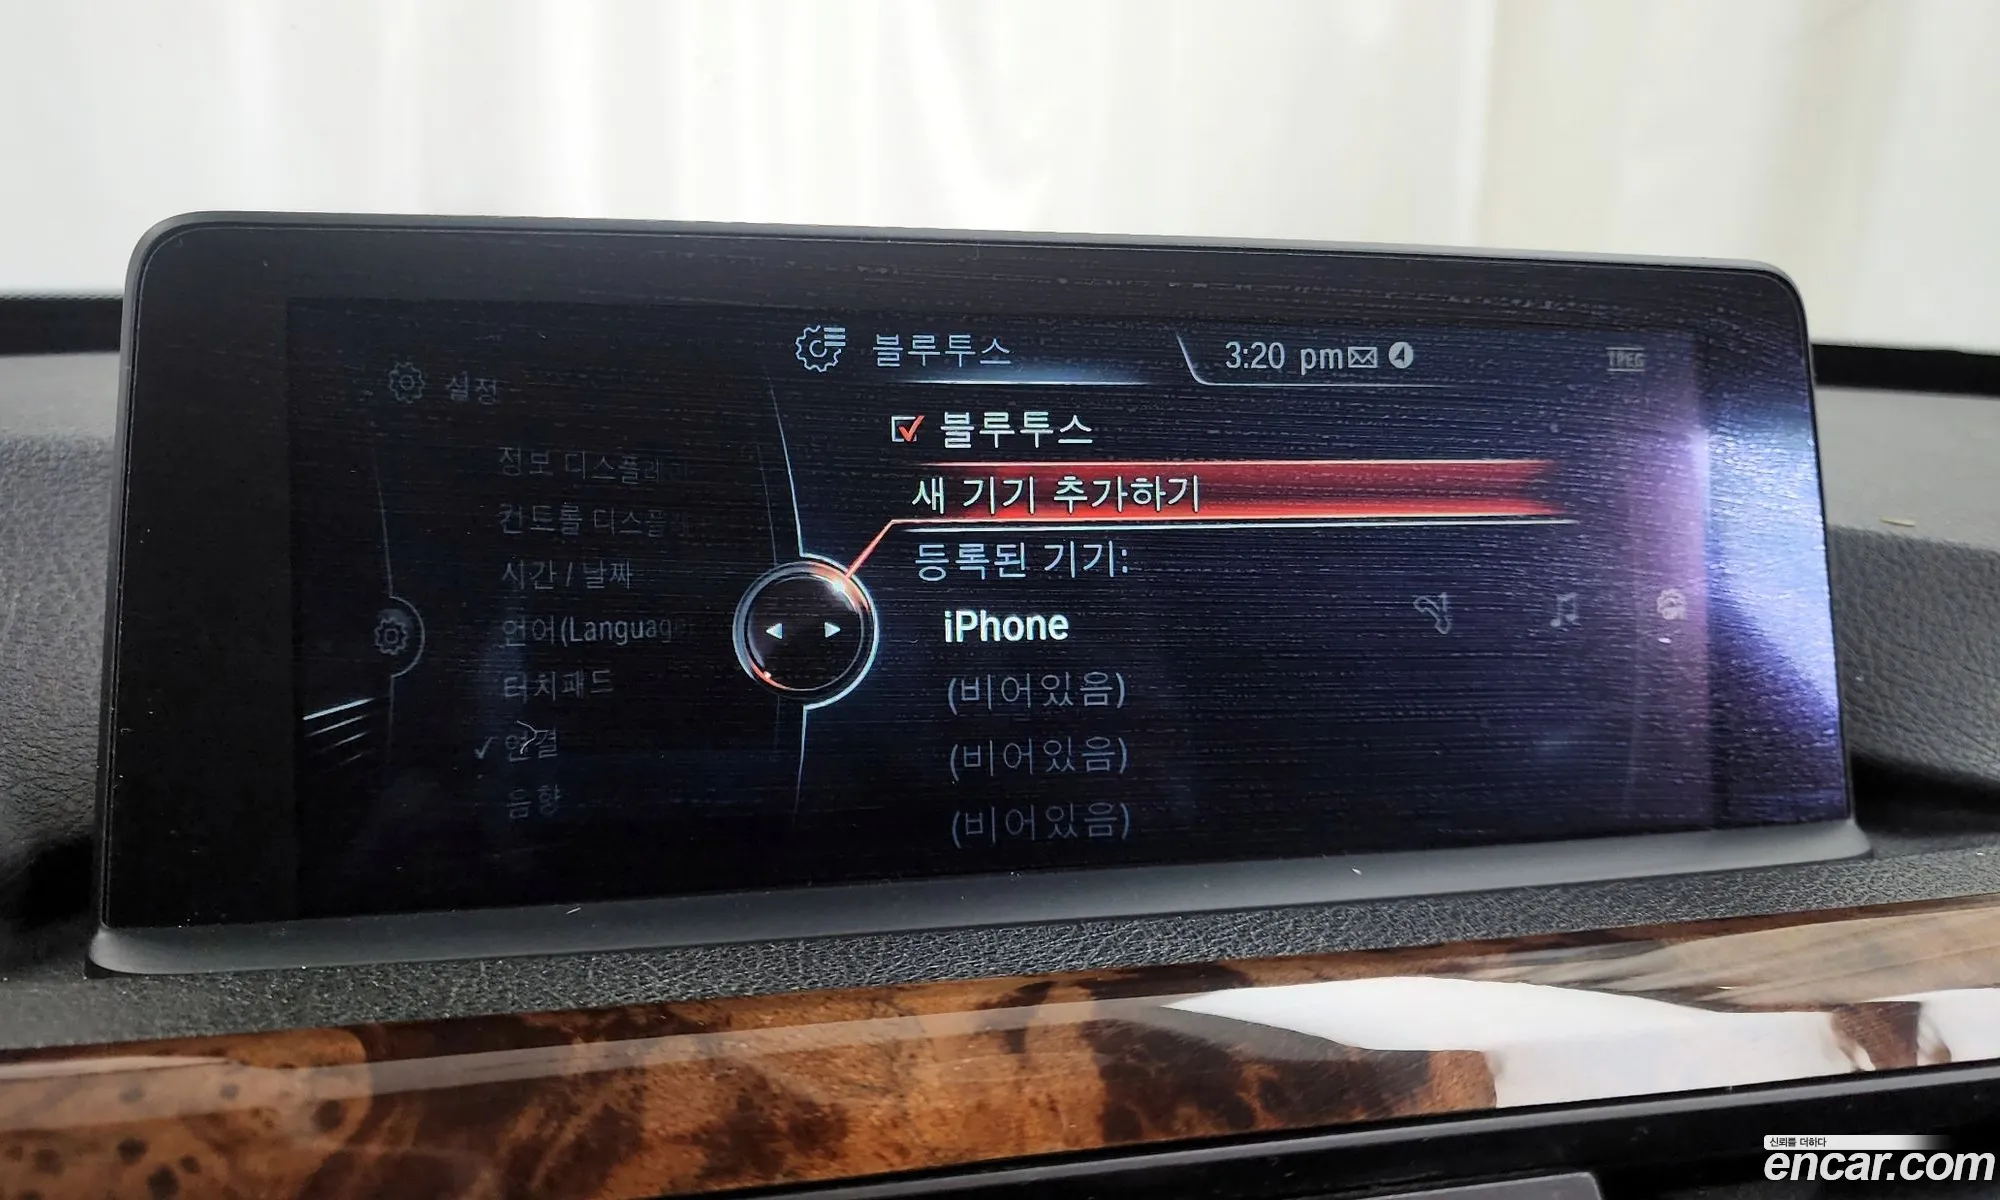 블루투스
3:20 pm
TPEG
설정
정보 디스플레이
컨트롤 디스플레
시간 / 날짜
언어(Language
터치패드
✓ 연결
음향
블루투스
새 기기 추가하기
등록된 기기:
iPhone
(비어있음)
(비어있음)
(비어있음)
신뢰를 더하다
encar.com